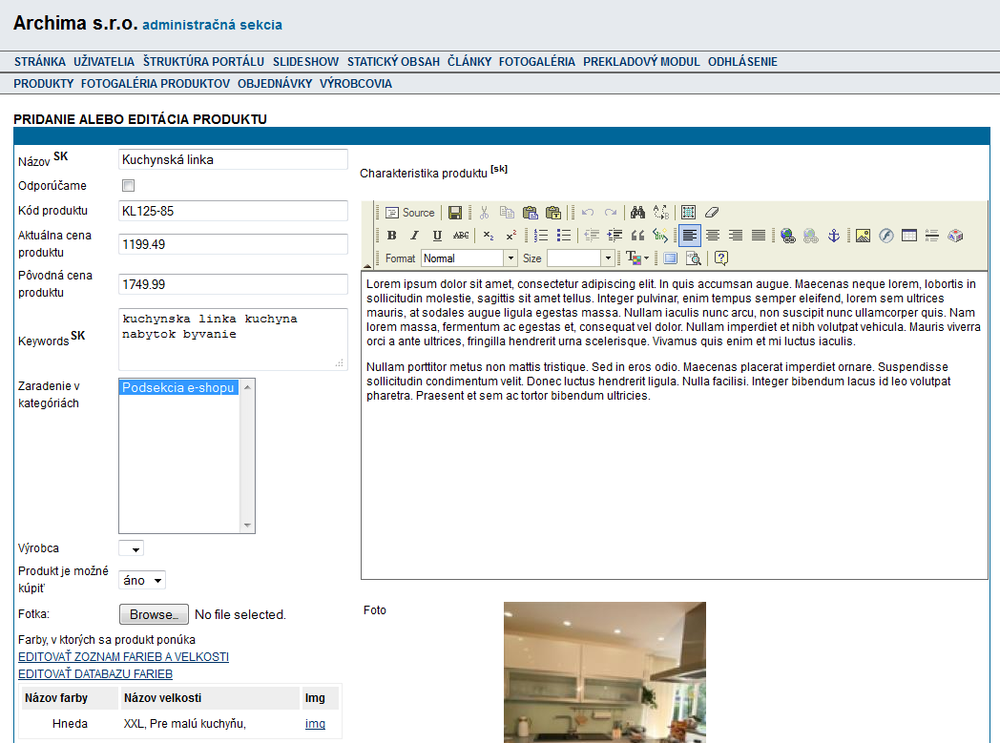 Archima s.r.o. administračná sekcia
STRÁNKA UŽIVATELIA ŠTRUKTÚRA PORTÁLU SLIDESHOW STATICKÝ OBSAH ČLÁNKY FOTOGALÉRIA PREKLADOVÝ MODUL ODHLÁSENIE
PRODUKTY FOTOGALÉRIA PRODUKTOV OBJEDNÁVKY VÝROBCOVIA
PRIDANIE ALEBO EDITÁCIA PRODUKTU
Názov SK
Kuchynská linka
Odporúčame
Kód produktu
KL125-85
Aktuálna cena
produktu
1199.49
Pôvodná cena
produktu
1749.99
Keywords SK
kuchynska linka kuchyna
nabytok byvanie
Zaradenie v
kategóriách
Podsekcia e-shopu
Výrobca
Produkt je možné
kúpiť
áno
Fotka:
Browse... No file selected.
Farby, v ktorých sa produkt ponúka
EDITOVAŤ ZOZNAM FARIEB A VELKOSTI
EDITOVAŤ DATABAZU FARIEB
Názov farby Názov velkosti Img
Hneda XXL, Pre malú kuchyňu, img
Charakteristika produktu [sk]
Source
B I U ABC x2 x2
Format Normal Size
Lorem ipsum dolor sit amet, consectetur adipiscing elit. In quis accumsan augue. Maecenas neque lorem, lobortis in
sollicitudin molestie, sagittis sit amet tellus. Integer pulvinar, enim tempus semper eleifend, lorem sem ultrices
mauris, at sodales augue ligula egestas massa. Nullam iaculis nunc arcu, non suscipit nunc ullamcorper quis. Nam
lorem massa, fermentum ac egestas et, consequat vel dolor. Nullam imperdiet et nibh volutpat vehicula. Mauris viverra
orci a ante ultrices, fringilla hendrerit urna scelerisque. Vivamus quis enim et mi luctus iaculis.
Nullam porttitor metus non mattis tristique. Sed in eros odio. Maecenas placerat imperdiet ornare. Suspendisse
sollicitudin condimentum velit. Donec luctus hendrerit ligula. Nulla facilisi. Integer bibendum lacus id leo volutpat
pharetra. Praesent et sem ac tortor bibendum ultricies.
Foto